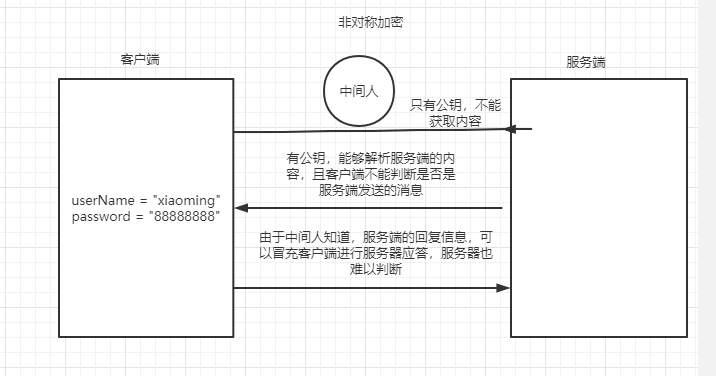 非对称加密
客户端
服务端
中间人
只有公钥，不能
获取内容
有公钥，能够解析服务端的内
容，且客户端不能判断是否是
服务端发送的消息
userName = "xiaoming"
password = "88888888"
由于中间人知道，服务端的回复信息，可
以冒充客户端进行服务器应答，服务器也
难以判断